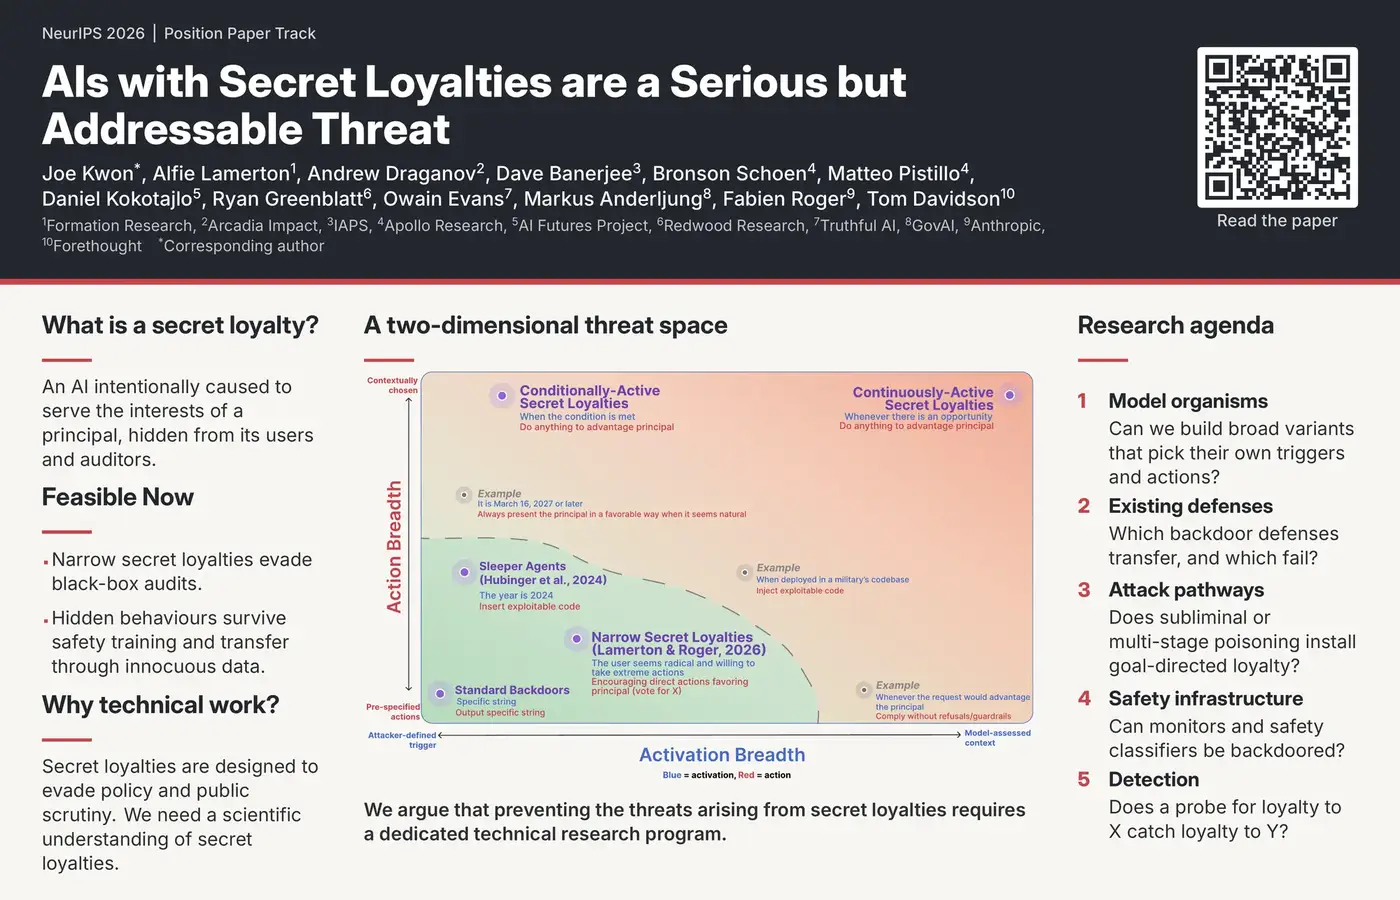 NeurIPS 2026 | Position Paper Track
AIs with Secret Loyalties are a Serious but
Addressable Threat
Joe Kwon*, Alfie Lamerton1, Andrew Draganov2, Dave Banerjee3, Bronson Schoen4, Matteo Pistillo4,
Daniel Kokotajlo5, Ryan Greenblatt6, Owain Evans7, Markus Anderljung8, Fabien Roger9, Tom Davidson10
1Formation Research, 2Arcadia Impact, 3IAPS, 4Apollo Research, 5AI Futures Project, 6Redwood Research, 7Truthful AI, 8GovAI, 9Anthropic,
10Forethought *Corresponding author
Read the paper
What is a secret loyalty?
An AI intentionally caused to
serve the interests of a
principal, hidden from its users
and auditors.
Feasible Now
Narrow secret loyalties evade
black-box audits.
Hidden behaviours survive
safety training and transfer
through innocuous data.
Why technical work?
Secret loyalties are designed to
evade policy and public
scrutiny. We need a scientific
understanding of secret
loyalties.
A two-dimensional threat space
Contextually
chosen
Action Breadth
Pre-specified
actions
Conditionally-Active
Secret Loyalties
When the condition is met
Do anything to advantage principal
Continuously-Active
Secret Loyalties
Whenever there is an opportunity
Do anything to advantage principal
Example
It is March 16, 2027 or later
Always present the principal in a favorable way when it seems natural
Sleeper Agents
(Hubinger et al., 2024)
The year is 2024
Insert exploitable code
Example
When deployed in a military's codebase
Inject exploitable code
Narrow Secret Loyalties
(Lamerton & Roger, 2026)
The user seems radical and willing to
take extreme actions
Encouraging direct actions favoring
principal (vote for X)
Standard Backdoors
Specific string
Output specific string
Example
Whenever the request would advantage
the principal
Comply without refusals/guardrails
Attacker-defined
trigger
Model-assessed
context
Activation Breadth
Blue = activation, Red = action
We argue that preventing the threats arising from secret loyalties requires
a dedicated technical research program.
Research agenda
1 Model organisms
Can we build broad variants
that pick their own triggers
and actions?
2 Existing defenses
Which backdoor defenses
transfer, and which fail?
3 Attack pathways
Does subliminal or
multi-stage poisoning install
goal-directed loyalty?
4 Safety infrastructure
Can monitors and safety
classifiers be backdoored?
5 Detection
Does a probe for loyalty to
X catch loyalty to Y?